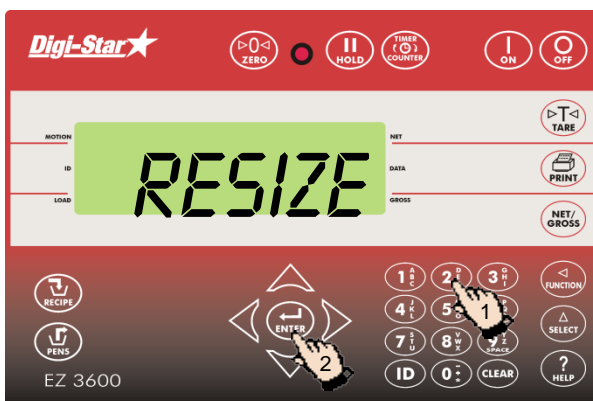 Digi-Star
▷0◁ ZERO
HOLD
TIMER
COUNTER
ON
OFF
▷T◁
TARE
MOTION
NET
ID
RESIZE
DATA
PRINT
LOAD
GROSS
NET/
GROSS
RECIPE
ENTER
1 A B C
2 D
3 G H I
◁
FUNCTION
4 J K L
5
1
△
SELECT
PENS
2
7 S T U
8 V W X
9 Z
SPACE
EZ 3600
ID
0
CLEAR
?
HELP